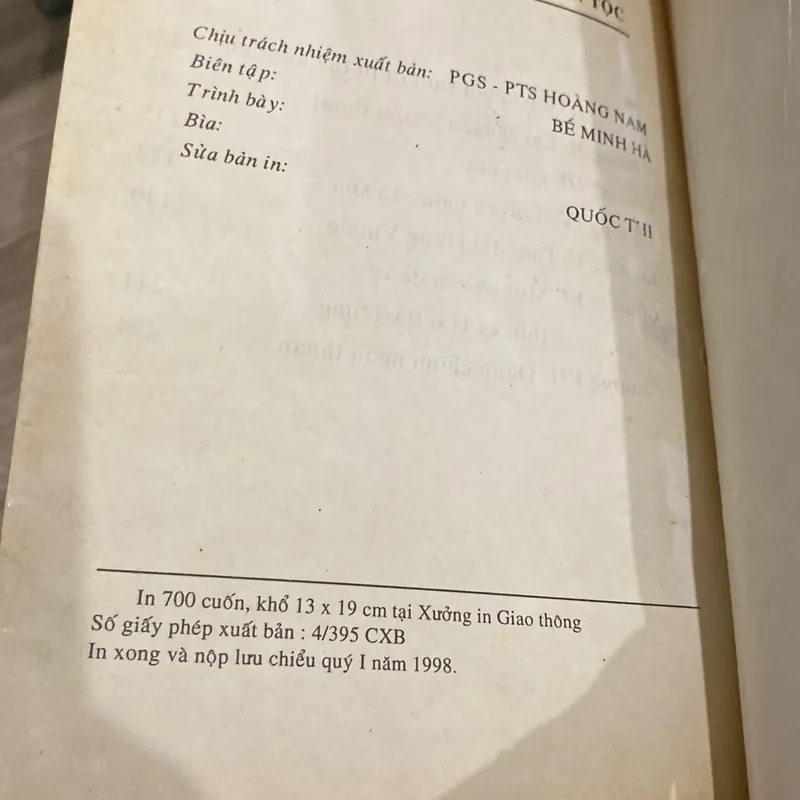 TỘC
Chịu trách nhiệm xuất bản: PGS - PTS HOÀNG NAM
Biên tập: BẾ MINH HÀ
Trình bày:
Bìa: QUỐC
Sửa bản in:
In 700 cuốn, khổ 13 x 19 cm tại Xưởng in Giao thông
Số giấy phép xuất bản : 4/395 CXB
In xong và nộp lưu chiểu quý I năm 1998.